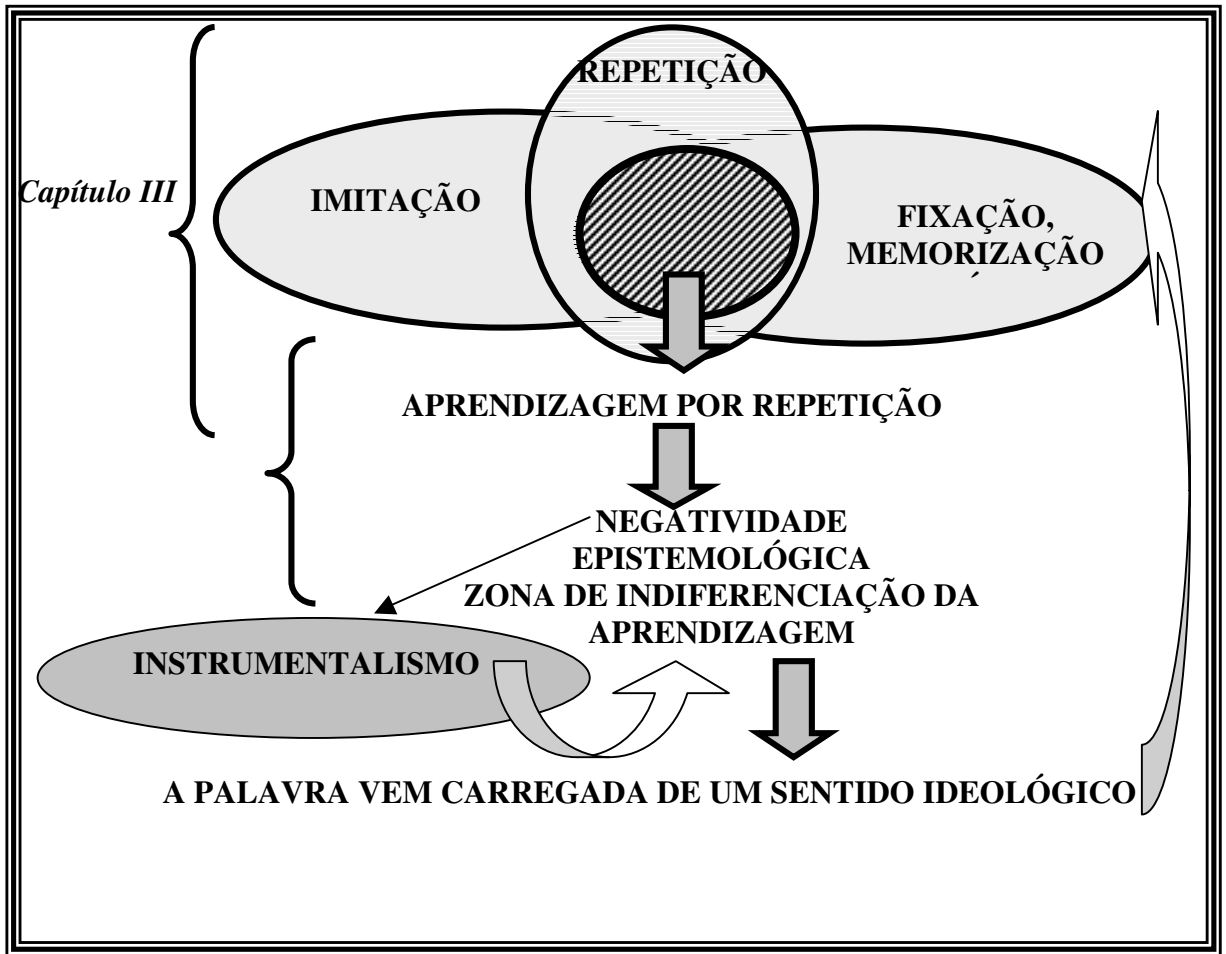 REPETIÇÃO
Capítulo III
IMITAÇÃO
FIXAÇÃO,
MEMORIZAÇÃO
APRENDIZAGEM POR REPETIÇÃO
NEGATIVIDADE
EPISTEMOLÓGICA
ZONA DE INDIFERENCIAÇÃO DA
APRENDIZAGEM
INSTRUMENTALISMO
A PALAVRA VEM CARREGADA DE UM SENTIDO IDEOLÓGICO